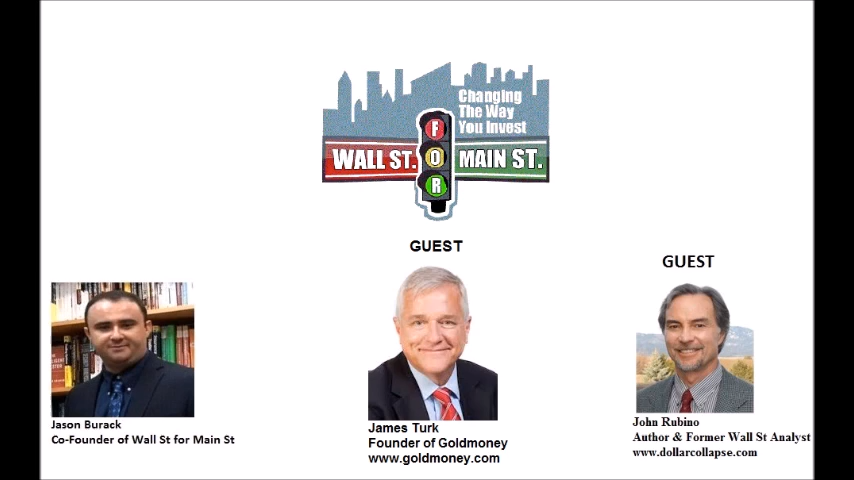 Changing
The Way
You Invest
WALL ST. FOR MAIN ST.
GUEST
GUEST
Jason Burack
Co-Founder of Wall St for Main St
James Turk
Founder of Goldmoney
www.goldmoney.com
John Rubino
Author & Former Wall St Analyst
www.dollarcollapse.com